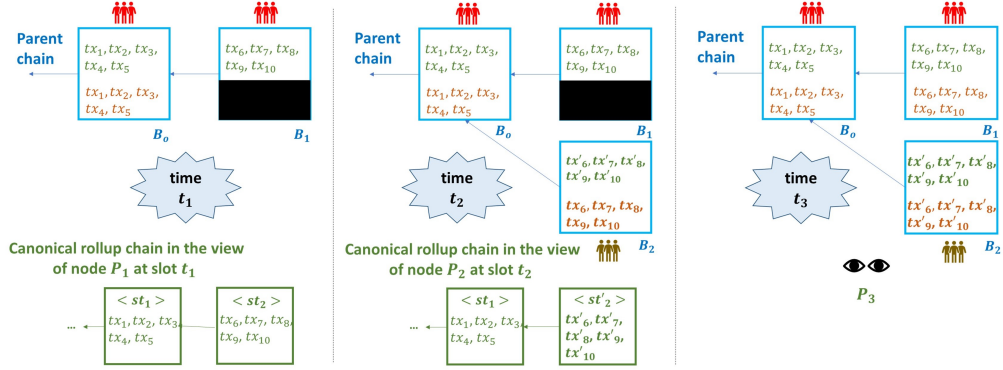 Parent
chain
tx₁, tx₂, tx₃,
tx₄, tx₅
tx₁, tx₂, tx₃,
tx₄, tx₅
Bₒ
tx₆, tx₇, tx₈,
tx₉, tx₁₀
B₁
time
t₁
Canonical rollup chain in the view
of node P₁ at slot t₁
...
< st₁ >
tx₁, tx₂, tx₃,
tx₄, tx₅
< st₂ >
tx₆, tx₇, tx₈,
tx₉, tx₁₀
Parent
chain
tx₁, tx₂, tx₃,
tx₄, tx₅
tx₁, tx₂, tx₃,
tx₄, tx₅
Bₒ
tx₆, tx₇, tx₈,
tx₉, tx₁₀
B₁
tx′₆, tx′₇, tx′₈,
tx′₉, tx′₁₀
tx₆, tx₇, tx₈,
tx₉, tx₁₀
B₂
time
t₂
Canonical rollup chain in the view
of node P₂ at slot t₂
...
< st₁ >
tx₁, tx₂, tx₃,
tx₄, tx₅
< st′₂ >
tx′₆, tx′₇,
tx′₈, tx′₉,
tx′₁₀
Parent
chain
tx₁, tx₂, tx₃,
tx₄, tx₅
tx₁, tx₂, tx₃,
tx₄, tx₅
Bₒ
tx₆, tx₇, tx₈,
tx₉, tx₁₀
tx₆, tx₇, tx₈,
tx₉, tx₁₀
B₁
tx′₆, tx′₇, tx′₈,
tx′₉, tx′₁₀
tx′₆, tx′₇, tx′₈,
tx′₉, tx′₁₀
B₂
time
t₃
P₃